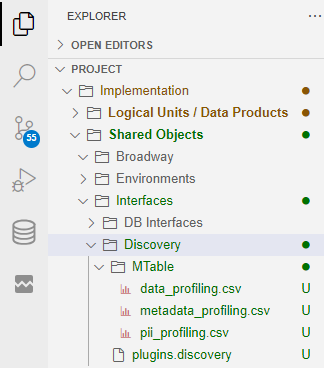 EXPLORER
OPEN EDITORS
PROJECT
Implementation
Logical Units / Data Products
Shared Objects
55
Broadway
Environments
Interfaces
DB Interfaces
Discovery
MTable
data_profiling.csv U
metadata_profiling.csv U
pii_profiling.csv U
plugins.discovery U